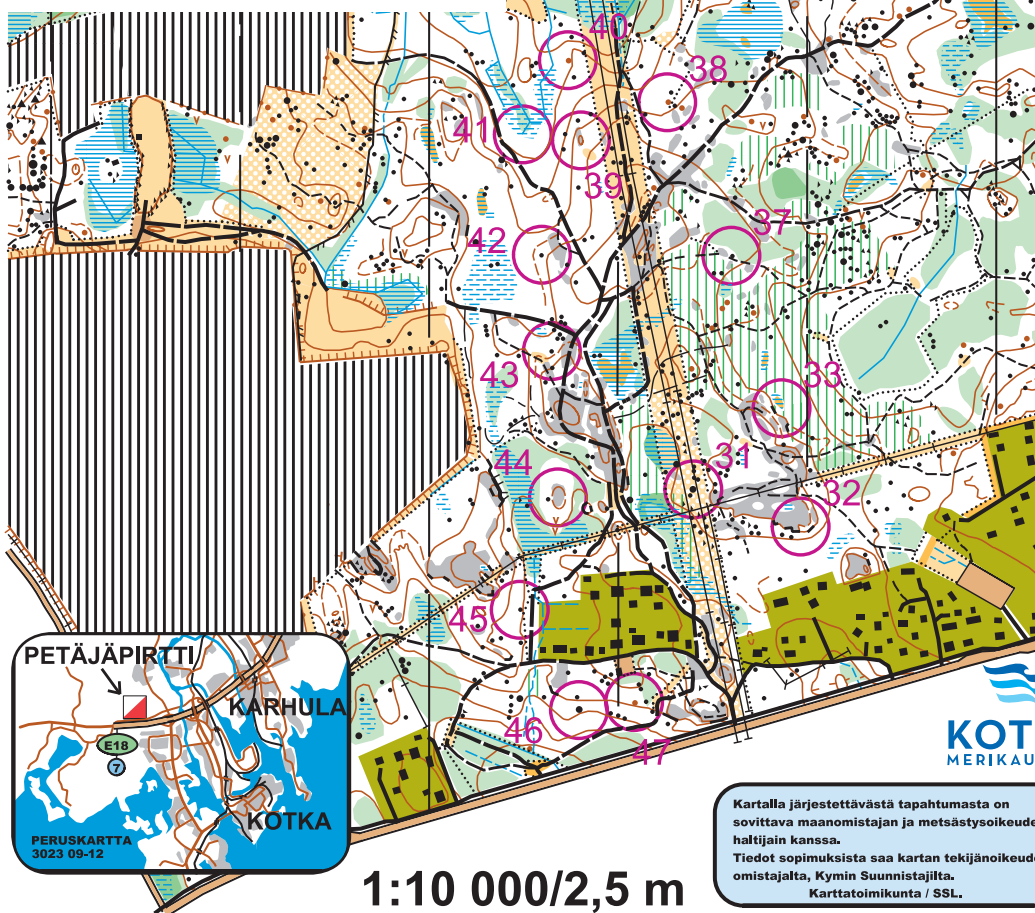 40
38
41
39
37
42
43
33
44
31
32
45
46
47
PETÄJÄPIRTTI
KARHULA
E18
7
KOTKA
PERUSKARTTA
3023 09-12
KOT
MERIKAU
1:10 000/2,5 m
Kartalla järjestettävästä tapahtumasta on
sovittava maanomistajan ja metsästysoikeude
haltijain kanssa.
Tiedot sopimuksista saa kartan tekijänoikeud
omistajalta, Kymin Suunnistajilta.
Karttatoimikunta / SSL.